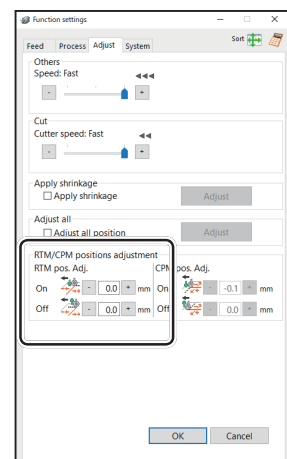 Function settings
Sort
Feed Process Adjust System
Others
Speed: Fast
- +
Cut
Cutter speed: Fast
- +
Apply shrinkage
Apply shrinkage Adjust
Adjust all
Adjust all position Adjust
RTM/CPM positions adjustment
RTM pos. Adj. CPM pos. Adj.
On - 0.0 + mm On - -0.1 + mm
Off - 0.0 + mm Off - 0.0 + mm
OK Cancel